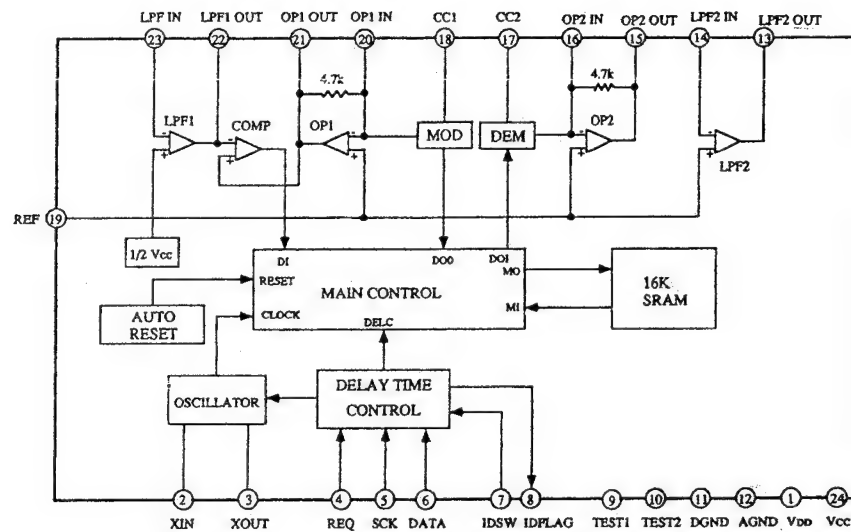 LPF IN LPF1 OUT OP1 OUT OP1 IN CC1 CC2 OP2 IN OP2 OUT LPF2 IN LPF2 OUT
23 22 21 20 18 17 16 15 14 13
4.7k 4.7k
LPF1 COMP OP1 MOD DEM OP2 LPF2
- + - + - + - + - +
REF 19
1/2 Vcc
DI DO0 DOI
MO
RESET
MAIN CONTROL
16K
SRAM
AUTO
RESET
CLOCK
MI
DELC
OSCILLATOR
DELAY TIME
CONTROL
2 3 4 5 6 7 8 9 10 11 12 1 24
XIN XOUT REQ SCK DATA IDSW IDFLAG TEST1 TEST2 DGND AGND VDD VCC